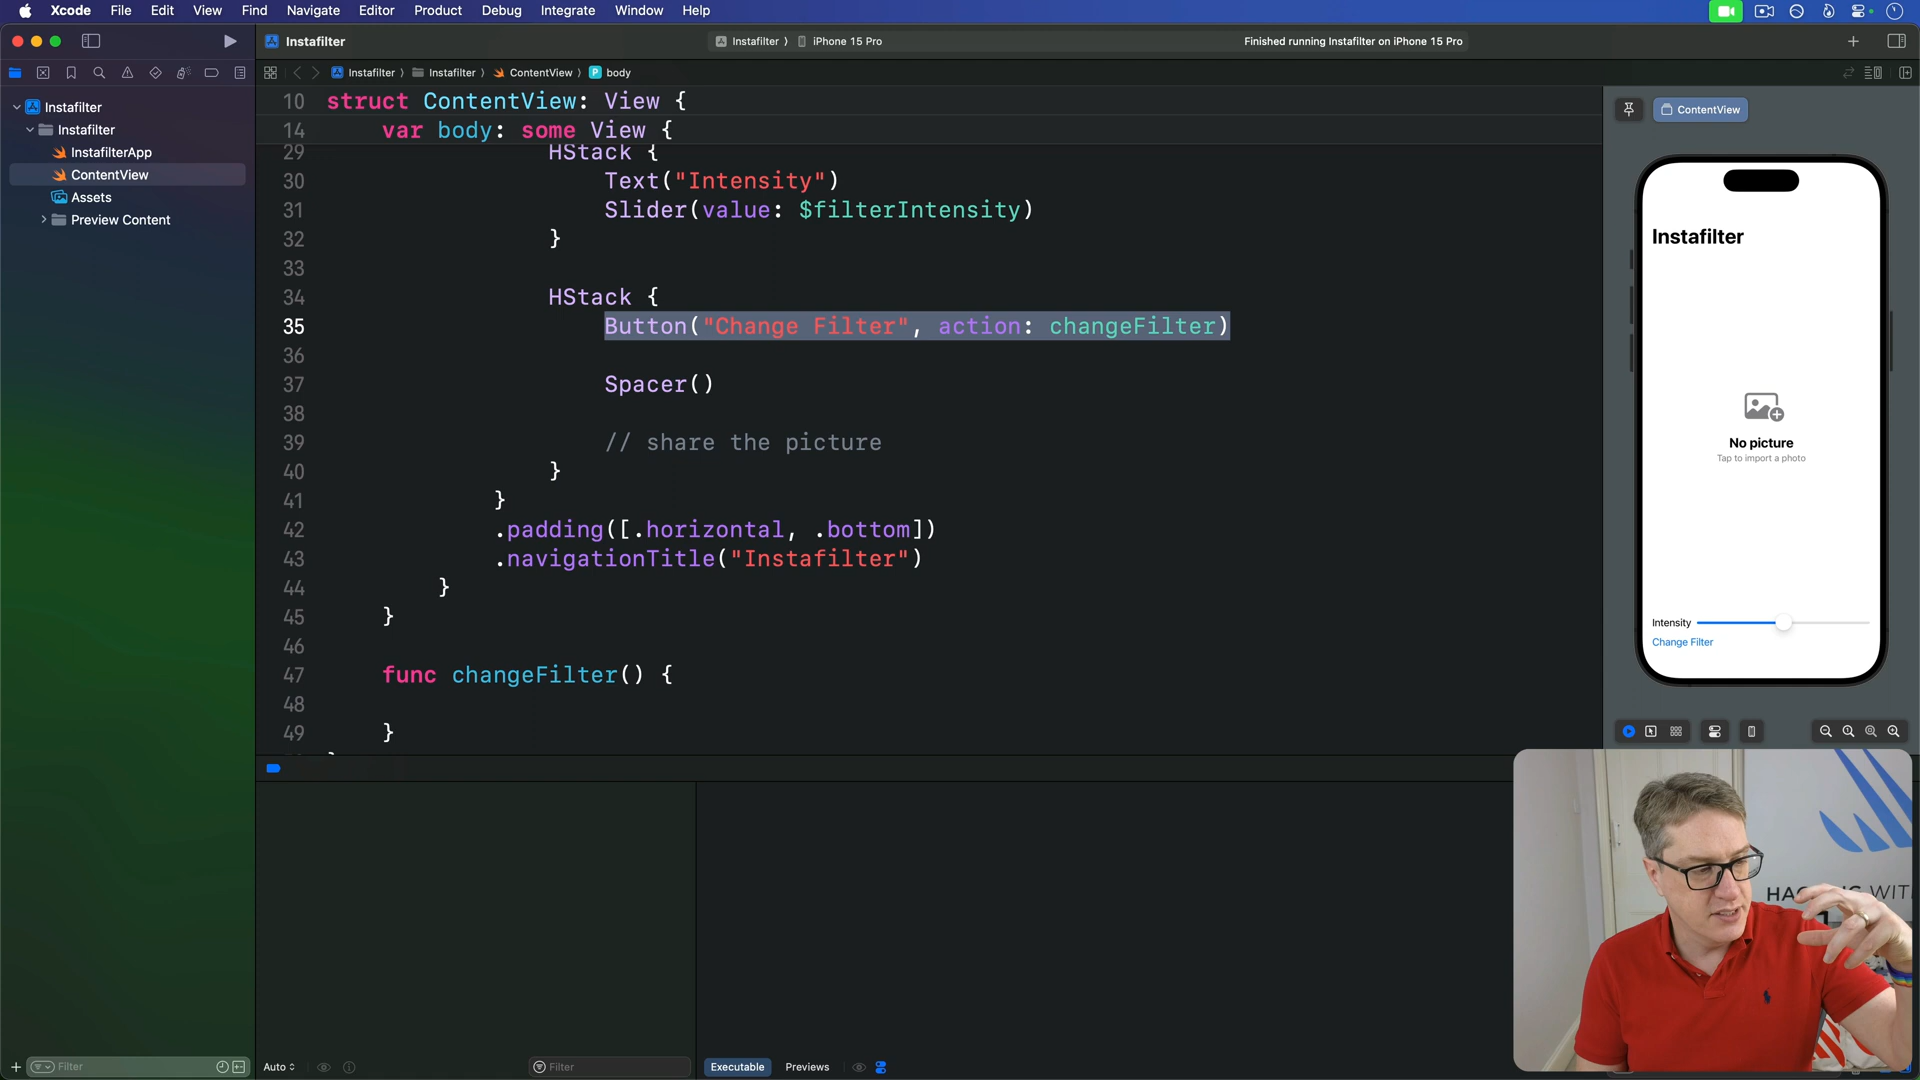 Xcode File Edit View Find Navigate Editor Product Debug Integrate Window Help
Instafilter
Instafilter 〉 iPhone 15 Pro
Finished running Instafilter on iPhone 15 Pro
Instafilter 〉 Instafilter 〉 ContentView 〉 P body
Instafilter
Instafilter
InstafilterApp
ContentView
Assets
Preview Content
10 struct ContentView: View {
14 var body: some View {
29 HStack {
30 Text("Intensity")
31 Slider(value: $filterIntensity)
32 }
33
34 HStack {
35 Button("Change Filter", action: changeFilter)
36
37 Spacer()
38
39 // share the picture
40 }
41 }
42 .padding([.horizontal, .bottom])
43 .navigationTitle("Instafilter")
44 }
45 }
46
47 func changeFilter() {
48
49 }
ContentView
Instafilter
No picture
Tap to import a photo
Intensity
Change Filter
Filter
Auto
Filter
Executable
Previews